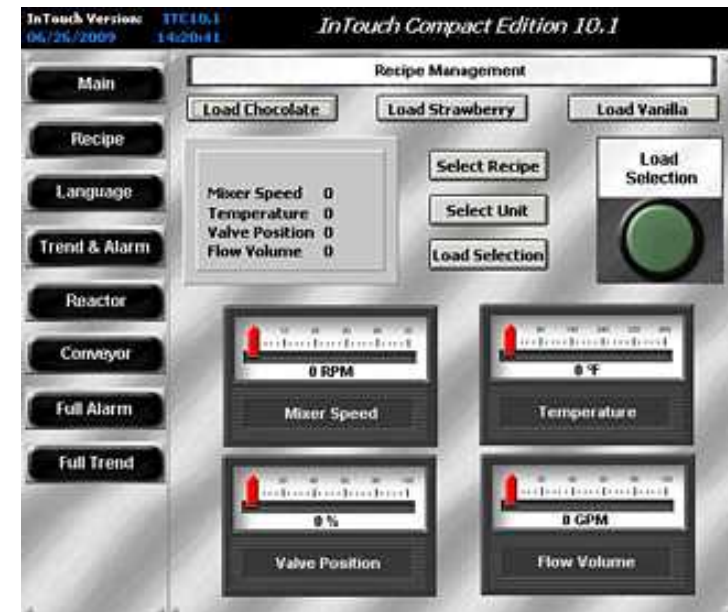 InTouch Version: ITC10.1
06/26/2009 14:20:41
InTouch Compact Edition 10.1
Main
Recipe
Language
Trend & Alarm
Reactor
Conveyor
Full Alarm
Full Trend
Recipe Management
Load Chocolate Load Strawberry Load Vanilla
Mixer Speed 0
Temperature 0
Valve Position 0
Flow Volume 0
Select Recipe
Select Unit
Load Selection
Load
Selection
0 RPM
Mixer Speed
0 °F
Temperature
0 %
Valve Position
0 GPM
Flow Volume